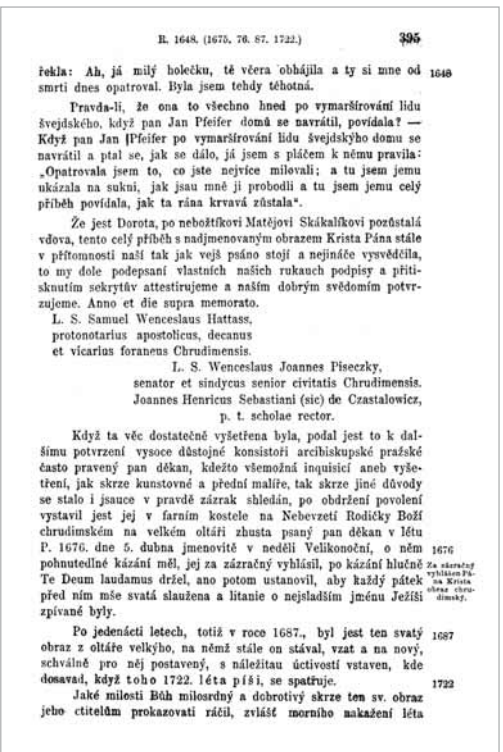 R. 1648. (1675. 76. 87. 1722.) 395
řekla: Ah, já milý holečku, tě včera obhájila a ty si mne od 1648
smrti dnes opatroval. Byla jsem tehdy těhotná.
Pravda-li, že ona to všechno hned po vymaršírování lidu
švejdského, když pan Jan Pfeifer domů se navrátil, povídala? —
Když pan Jan Pfeifer po vymarširování lidu švejdskýho domu se
navrátil a ptal se, jak se dálo, já jsem s pláčem k němu pravila:
„Opatrovala jsem to, co jste nejvíce milovali; a tu jsem jemu
ukázala na sukni, jak jsau mně ji probodli a tu jsem jemu celý
příběh povídala, jak ta rána krvavá zůstala“.
Že jest Dorota, po nebožtíkovi Matějovi Skákalíkovi pozůstalá
vdova, tento celý příběh s nadjmenovaným obrazem Krista Pána stále
v přítomnosti naší tak jak vejš psáno stojí a nejináče vysvědčila,
to my dole podepsaní vlastních našich rukauch podpisy a přiti-
sknutím sekrytův attestirujeme a naším dobrým svědomím potvr-
zujeme. Anno et die supra memorato.
L. S. Samuel Wenceslaus Hattass,
protonotarius apostolicus, decanus
et vicarius foraneus Chrudimensis.
L. S. Wenceslaus Joannes Piseczky,
senator et sindycus senior civitatis Chrudimensis.
Joannes Henricus Sebastiani (sic) de Czastalowicz,
p. t. scholae rector.
Když ta věc dostatečně vyšetřena byla, podal jest to k dal-
šímu potvrzení vysoce důstojné konsistoři arcibiskupské pražské
často pravený pan děkan, kdežto všemožná inquisicí aneb vyše-
tření, jak skrze kunstovné a přední malíře, tak skrze jiné důvody
se stalo i jsauce v pravdě zázrak shledán, po obdržení povolení
vystavil jest jej v farním kostele na Nebevzetí Rodičky Boží
chrudimském na velkém oltáři zhusta psaný pan děkan v létu
P. 1676. dne 5. dubna jmenovitě v neděli Velikonoční, o něm 1676
pohnutedlné kázání měl, jej za zázračný vyhlásil, po kázání hlučně Za zázračný
Te Deum laudamus držel, ano potom ustanovil, aby každý pátek vyhlášen Pá-
před ním mše svatá slaužena a litanie o nejsladším jménu Ježíši na Krista
zpívané byly. obraz chru-
dimský.
Po jedenácti letech, totiž v roce 1687., byl jest ten svatý 1687
obraz z oltáře velkýho, na němž stále on stával, vzat a na nový,
schválně pro něj postavený, s náležitau úctivostí vstaven, kde
dosavad, když toho 1722. léta píši, se spatřuje. 1722
Jaké milosti Bůh milosrdný a dobrotivý skrze ten sv. obraz
jeho ctitelům prokazovati ráčil, zvlášť morního nakažení léta